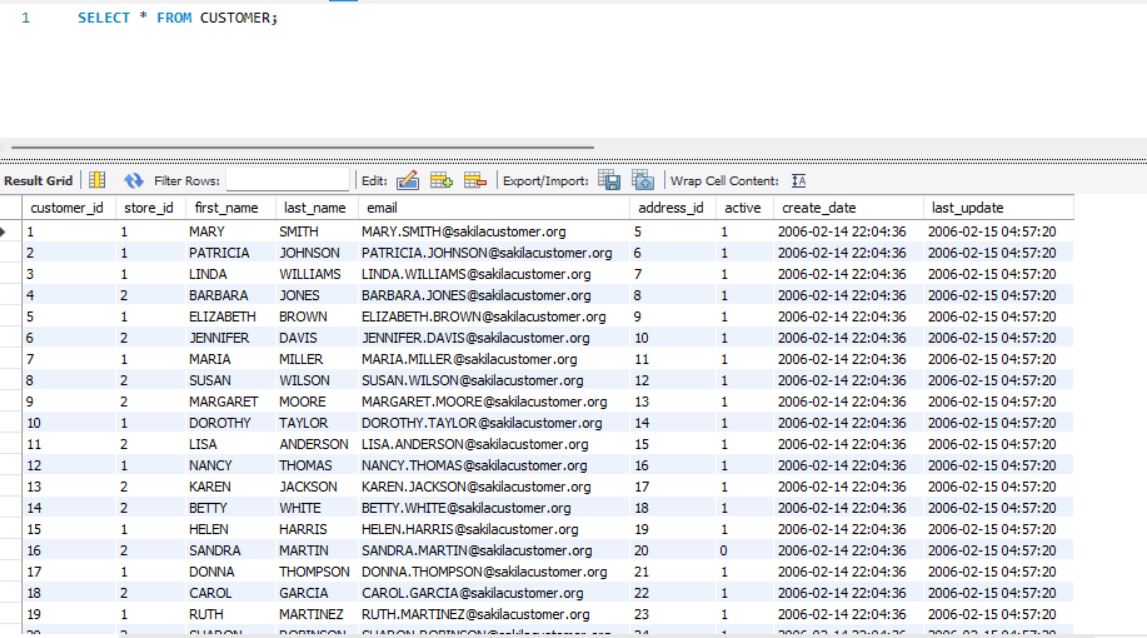 1 SELECT * FROM CUSTOMER;
Result Grid Filter Rows: Edit: Export/Import: Wrap Cell Content: IA
customer_id store_id first_name last_name email address_id active create_date last_update
1 1 MARY SMITH MARY.SMITH@sakilacustomer.org 5 1 2006-02-14 22:04:36 2006-02-15 04:57:20
2 1 PATRICIA JOHNSON PATRICIA.JOHNSON@sakilacustomer.org 6 1 2006-02-14 22:04:36 2006-02-15 04:57:20
3 1 LINDA WILLIAMS LINDA.WILLIAMS@sakilacustomer.org 7 1 2006-02-14 22:04:36 2006-02-15 04:57:20
4 2 BARBARA JONES BARBARA.JONES@sakilacustomer.org 8 1 2006-02-14 22:04:36 2006-02-15 04:57:20
5 1 ELIZABETH BROWN ELIZABETH.BROWN@sakilacustomer.org 9 1 2006-02-14 22:04:36 2006-02-15 04:57:20
6 2 JENNIFER DAVIS JENNIFER.DAVIS@sakilacustomer.org 10 1 2006-02-14 22:04:36 2006-02-15 04:57:20
7 1 MARIA MILLER MARIA.MILLER@sakilacustomer.org 11 1 2006-02-14 22:04:36 2006-02-15 04:57:20
8 2 SUSAN WILSON SUSAN.WILSON@sakilacustomer.org 12 1 2006-02-14 22:04:36 2006-02-15 04:57:20
9 2 MARGARET MOORE MARGARET.MOORE@sakilacustomer.org 13 1 2006-02-14 22:04:36 2006-02-15 04:57:20
10 1 DOROTHY TAYLOR DOROTHY.TAYLOR@sakilacustomer.org 14 1 2006-02-14 22:04:36 2006-02-15 04:57:20
11 2 LISA ANDERSON LISA.ANDERSON@sakilacustomer.org 15 1 2006-02-14 22:04:36 2006-02-15 04:57:20
12 1 NANCY THOMAS NANCY.THOMAS@sakilacustomer.org 16 1 2006-02-14 22:04:36 2006-02-15 04:57:20
13 2 KAREN JACKSON KAREN.JACKSON@sakilacustomer.org 17 1 2006-02-14 22:04:36 2006-02-15 04:57:20
14 2 BETTY WHITE BETTY.WHITE@sakilacustomer.org 18 1 2006-02-14 22:04:36 2006-02-15 04:57:20
15 1 HELEN HARRIS HELEN.HARRIS@sakilacustomer.org 19 1 2006-02-14 22:04:36 2006-02-15 04:57:20
16 2 SANDRA MARTIN SANDRA.MARTIN@sakilacustomer.org 20 0 2006-02-14 22:04:36 2006-02-15 04:57:20
17 1 DONNA THOMPSON DONNA.THOMPSON@sakilacustomer.org 21 1 2006-02-14 22:04:36 2006-02-15 04:57:20
18 2 CAROL GARCIA CAROL.GARCIA@sakilacustomer.org 22 1 2006-02-14 22:04:36 2006-02-15 04:57:20
19 1 RUTH MARTINEZ RUTH.MARTINEZ@sakilacustomer.org 23 1 2006-02-14 22:04:36 2006-02-15 04:57:20